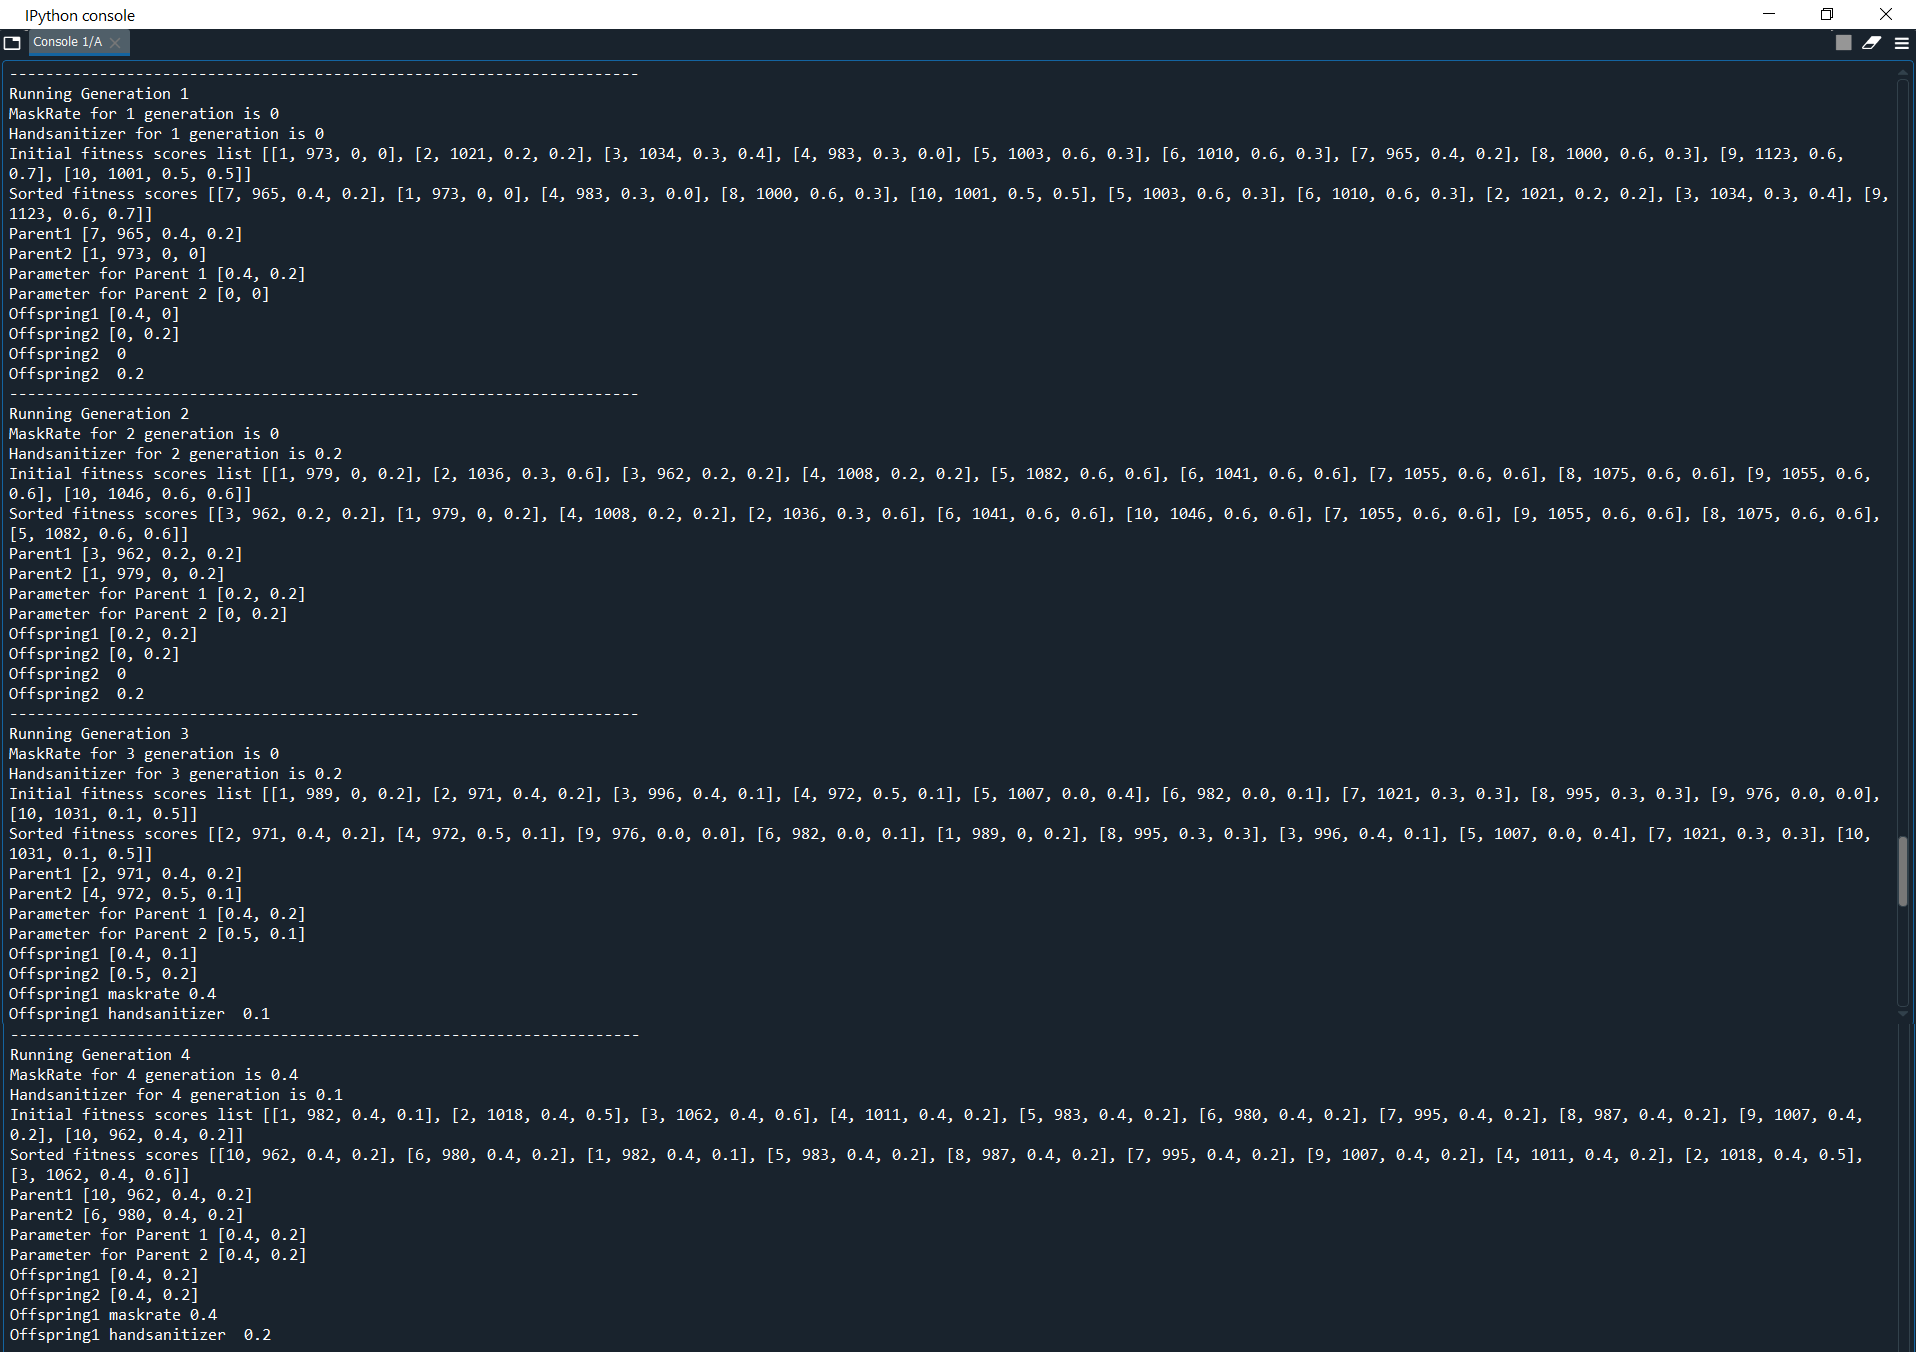 IPython console
Console 1/A
----------------------------------------------------------------------
Running Generation 1
MaskRate for 1 generation is 0
Handsanitizer for 1 generation is 0
Initial fitness scores list [[1, 973, 0, 0], [2, 1021, 0.2, 0.2], [3, 1034, 0.3, 0.4], [4, 983, 0.3, 0.0], [5, 1003, 0.6, 0.3], [6, 1010, 0.6, 0.3], [7, 965, 0.4, 0.2], [8, 1000, 0.6, 0.3], [9, 1123, 0.6,
0.7], [10, 1001, 0.5, 0.5]]
Sorted fitness scores [[7, 965, 0.4, 0.2], [1, 973, 0, 0], [4, 983, 0.3, 0.0], [8, 1000, 0.6, 0.3], [10, 1001, 0.5, 0.5], [5, 1003, 0.6, 0.3], [6, 1010, 0.6, 0.3], [2, 1021, 0.2, 0.2], [3, 1034, 0.3, 0.4], [9,
1123, 0.6, 0.7]]
Parent1 [7, 965, 0.4, 0.2]
Parent2 [1, 973, 0, 0]
Parameter for Parent 1 [0.4, 0.2]
Parameter for Parent 2 [0, 0]
Offspring1 [0.4, 0]
Offspring2 [0, 0.2]
Offspring2  0
Offspring2  0.2
----------------------------------------------------------------------
Running Generation 2
MaskRate for 2 generation is 0
Handsanitizer for 2 generation is 0.2
Initial fitness scores list [[1, 979, 0, 0.2], [2, 1036, 0.3, 0.6], [3, 962, 0.2, 0.2], [4, 1008, 0.2, 0.2], [5, 1082, 0.6, 0.6], [6, 1041, 0.6, 0.6], [7, 1055, 0.6, 0.6], [8, 1075, 0.6, 0.6], [9, 1055, 0.6,
0.6], [10, 1046, 0.6, 0.6]]
Sorted fitness scores [[3, 962, 0.2, 0.2], [1, 979, 0, 0.2], [4, 1008, 0.2, 0.2], [2, 1036, 0.3, 0.6], [6, 1041, 0.6, 0.6], [10, 1046, 0.6, 0.6], [7, 1055, 0.6, 0.6], [9, 1055, 0.6, 0.6], [8, 1075, 0.6, 0.6],
[5, 1082, 0.6, 0.6]]
Parent1 [3, 962, 0.2, 0.2]
Parent2 [1, 979, 0, 0.2]
Parameter for Parent 1 [0.2, 0.2]
Parameter for Parent 2 [0, 0.2]
Offspring1 [0.2, 0.2]
Offspring2 [0, 0.2]
Offspring2  0
Offspring2  0.2
----------------------------------------------------------------------
Running Generation 3
MaskRate for 3 generation is 0
Handsanitizer for 3 generation is 0.2
Initial fitness scores list [[1, 989, 0, 0.2], [2, 971, 0.4, 0.2], [3, 996, 0.4, 0.1], [4, 972, 0.5, 0.1], [5, 1007, 0.0, 0.4], [6, 982, 0.0, 0.1], [7, 1021, 0.3, 0.3], [8, 995, 0.3, 0.3], [9, 976, 0.0, 0.0],
[10, 1031, 0.1, 0.5]]
Sorted fitness scores [[2, 971, 0.4, 0.2], [4, 972, 0.5, 0.1], [9, 976, 0.0, 0.0], [6, 982, 0.0, 0.1], [1, 989, 0, 0.2], [8, 995, 0.3, 0.3], [3, 996, 0.4, 0.1], [5, 1007, 0.0, 0.4], [7, 1021, 0.3, 0.3], [10,
1031, 0.1, 0.5]]
Parent1 [2, 971, 0.4, 0.2]
Parent2 [4, 972, 0.5, 0.1]
Parameter for Parent 1 [0.4, 0.2]
Parameter for Parent 2 [0.5, 0.1]
Offspring1 [0.4, 0.1]
Offspring2 [0.5, 0.2]
Offspring1 maskrate 0.4
Offspring1 handsanitizer  0.1
----------------------------------------------------------------------
Running Generation 4
MaskRate for 4 generation is 0.4
Handsanitizer for 4 generation is 0.1
Initial fitness scores list [[1, 982, 0.4, 0.1], [2, 1018, 0.4, 0.5], [3, 1062, 0.4, 0.6], [4, 1011, 0.4, 0.2], [5, 983, 0.4, 0.2], [6, 980, 0.4, 0.2], [7, 995, 0.4, 0.2], [8, 987, 0.4, 0.2], [9, 1007, 0.4,
0.2], [10, 962, 0.4, 0.2]]
Sorted fitness scores [[10, 962, 0.4, 0.2], [6, 980, 0.4, 0.2], [1, 982, 0.4, 0.1], [5, 983, 0.4, 0.2], [8, 987, 0.4, 0.2], [7, 995, 0.4, 0.2], [9, 1007, 0.4, 0.2], [4, 1011, 0.4, 0.2], [2, 1018, 0.4, 0.5],
[3, 1062, 0.4, 0.6]]
Parent1 [10, 962, 0.4, 0.2]
Parent2 [6, 980, 0.4, 0.2]
Parameter for Parent 1 [0.4, 0.2]
Parameter for Parent 2 [0.4, 0.2]
Offspring1 [0.4, 0.2]
Offspring2 [0.4, 0.2]
Offspring1 maskrate 0.4
Offspring1 handsanitizer  0.2